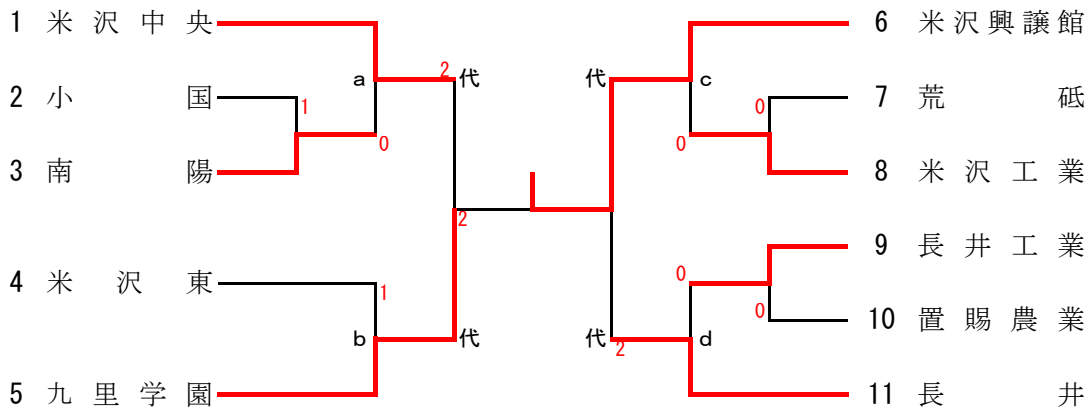 1 米沢中央
2 小国
3 南陽
4 米沢東
5 九里学園
a
2
代
1
0
2
1
b
代
6 米沢興譲館
7 荒砥
8 米沢工業
9 長井工業
10 置賜農業
11 長井
代
c
0
0
0
0
代
2
d